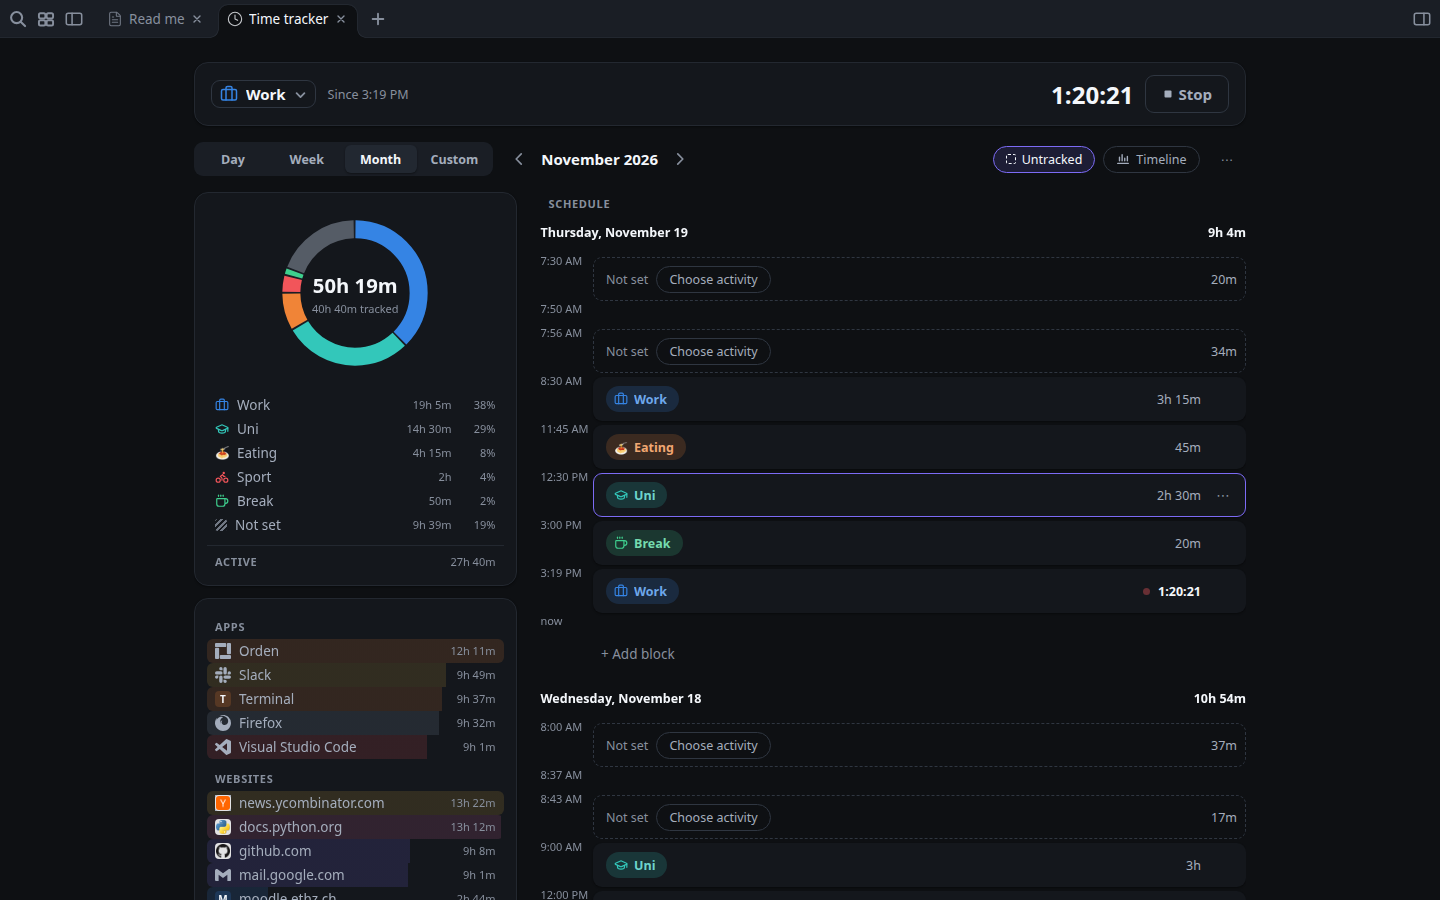 Read me
Time tracker
Work
Since 3:19 PM
1:20:21
Stop
Day
Week
Month
Custom
November 2026
Untracked
Timeline
50h 19m
40h 40m tracked
Work 19h 5m 38%
Uni 14h 30m 29%
Eating 4h 15m 8%
Sport 2h 4%
Break 50m 2%
Not set 9h 39m 19%
ACTIVE 27h 40m
APPS
Orden 12h 11m
Slack 9h 49m
T Terminal 9h 37m
Firefox 9h 32m
Visual Studio Code 9h 1m
WEBSITES
Y news.ycombinator.com 13h 22m
docs.python.org 13h 12m
github.com 9h 8m
mail.google.com 9h 1m
M moodle.ethz.ch 2h 44m
SCHEDULE
Thursday, November 19 9h 4m
7:30 AM
Not set Choose activity 20m
7:50 AM
7:56 AM
Not set Choose activity 34m
8:30 AM
Work 3h 15m
11:45 AM
Eating 45m
12:30 PM
Uni 2h 30m ···
3:00 PM
Break 20m
3:19 PM
Work 1:20:21
now
+ Add block
Wednesday, November 18 10h 54m
8:00 AM
Not set Choose activity 37m
8:37 AM
8:43 AM
Not set Choose activity 17m
9:00 AM
Uni 3h
12:00 PM